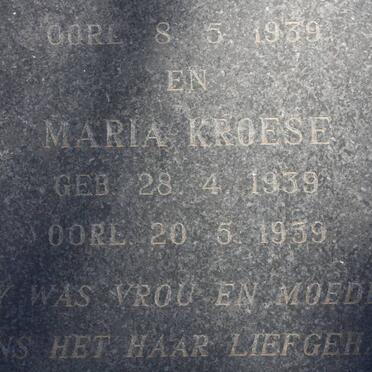 OORL. 8. 5. 1939
EN
MARIA KROESE
GEB. 28. 4. 1939
OORL. 20. 5. 1939
WAS VROU EN
HET HAAR